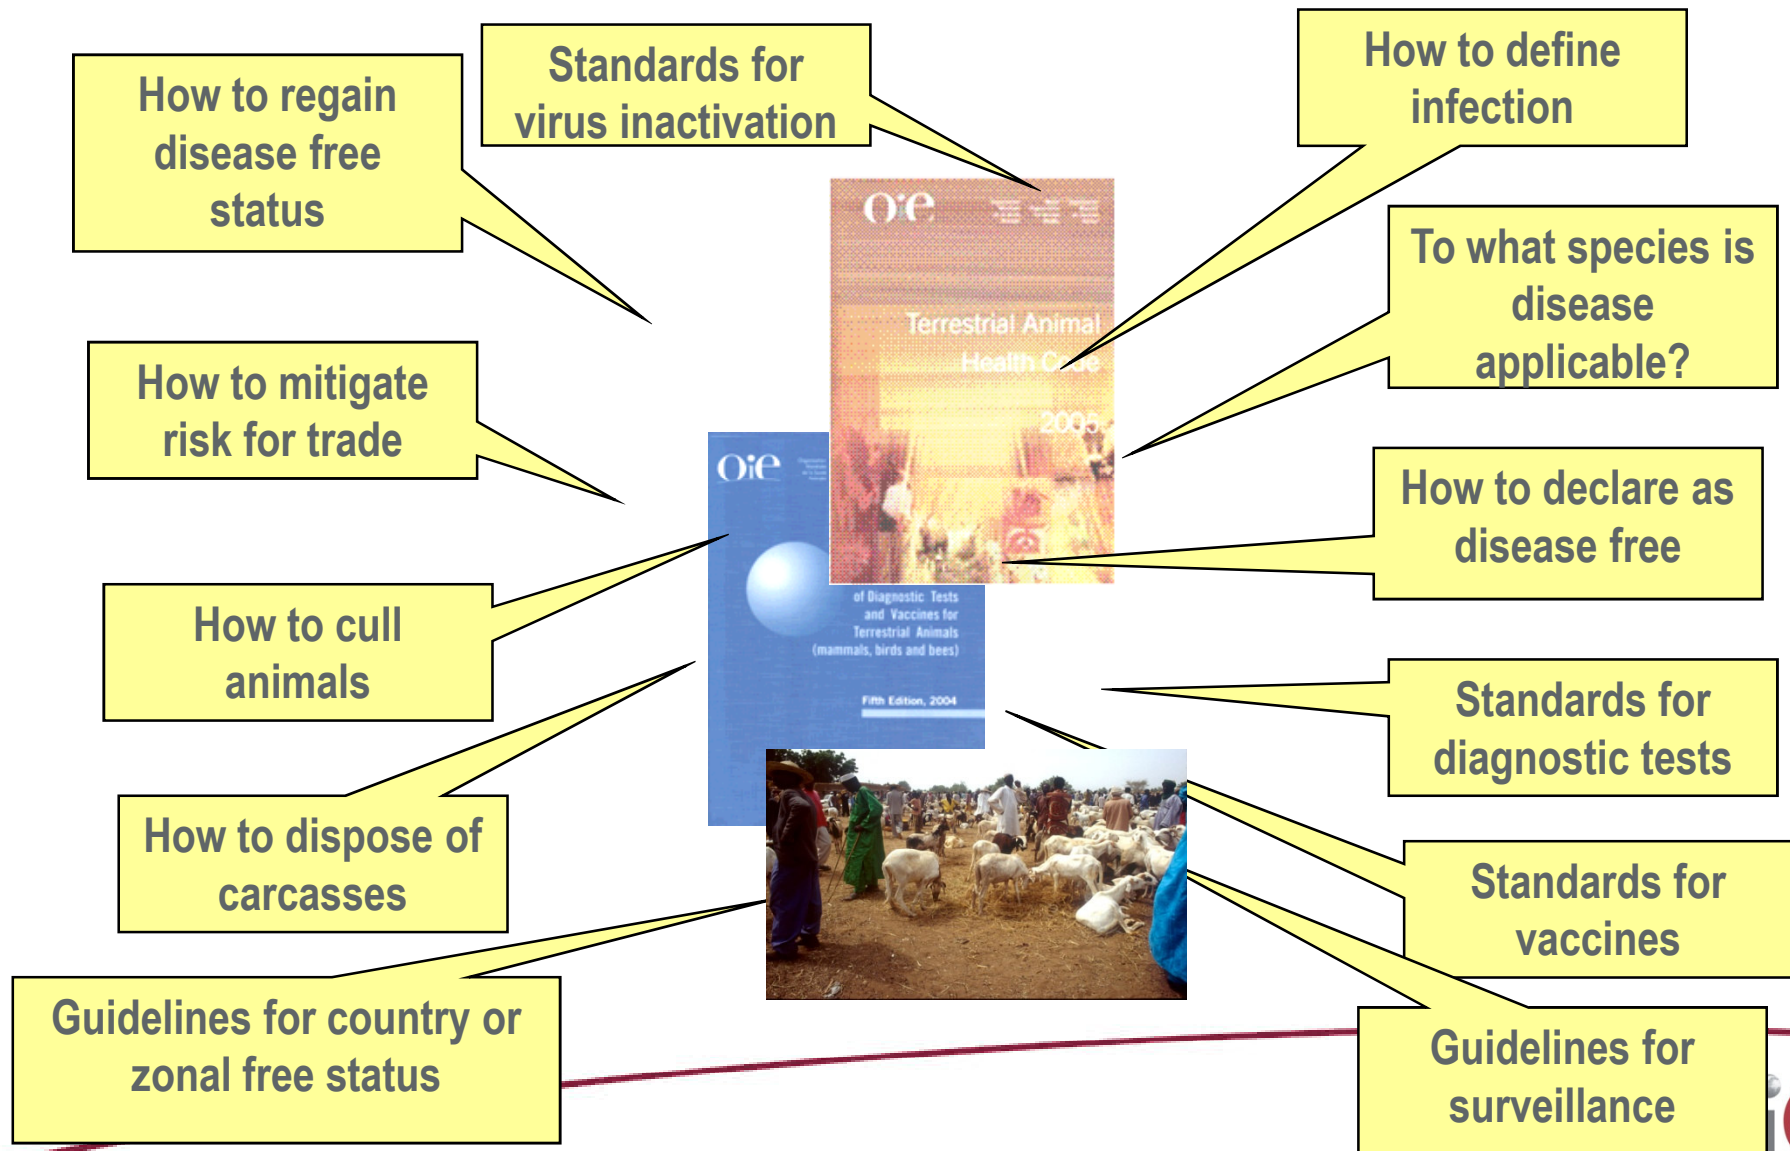 How to regain
disease free
status
Standards for
virus inactivation
How to define
infection
To what species is
disease
applicable?
How to mitigate
risk for trade
How to declare as
disease free
How to cull
animals
Standards for
diagnostic tests
How to dispose of
carcasses
Standards for
vaccines
Guidelines for country or
zonal free status
Guidelines for
surveillance
Oie
Terrestrial Animal
Health Code
2005
Oie
of Diagnostic Tests
and Vaccines for
Terrestrial Animals
(mammals, birds and bees)
Fifth Edition, 2004